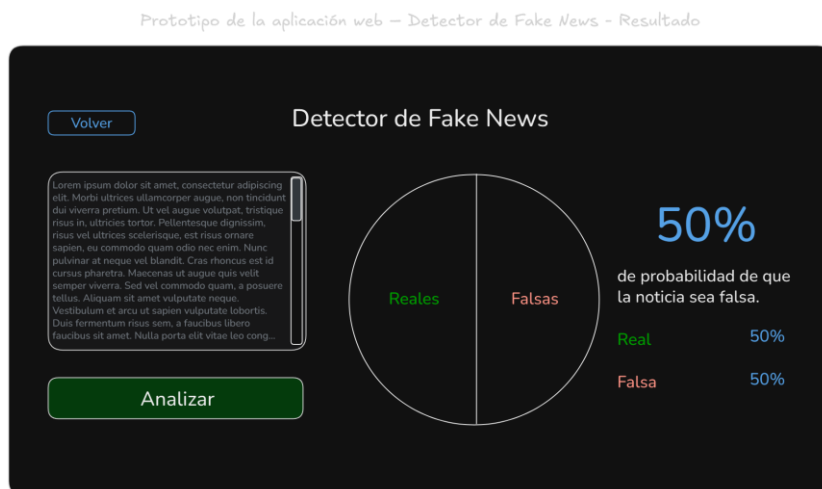 Prototipo de la aplicación web – Detector de Fake News - Resultado
Volver
Detector de Fake News
Lorem ipsum dolor sit amet, consectetur adipiscing
elit. Morbi ultrices ullamcorper augue, non tincidunt
dui viverra pretium. Ut vel augue volutpat, tristique
risus in, ultricies tortor. Pellentesque dignissim,
risus vel ultrices scelerisque, est risus ornare
sapien, eu commodo quam odio nec enim. Nunc
pulvinar at neque vel blandit. Cras rhoncus est id
cursus pharetra. Maecenas ut augue quis velit
semper viverra. Sed vel commodo quam, a posuere
tellus. Aliquam sit amet vulputate neque.
Vestibulum et arcu ut sapien vulputate lobortis.
Duis fermentum risus sem, a faucibus libero
faucibus sit amet. Nulla porta elit vitae leo cong...
Analizar
Reales
Falsas
50%
de probabilidad de que
la noticia sea falsa.
Real 50%
Falsa 50%